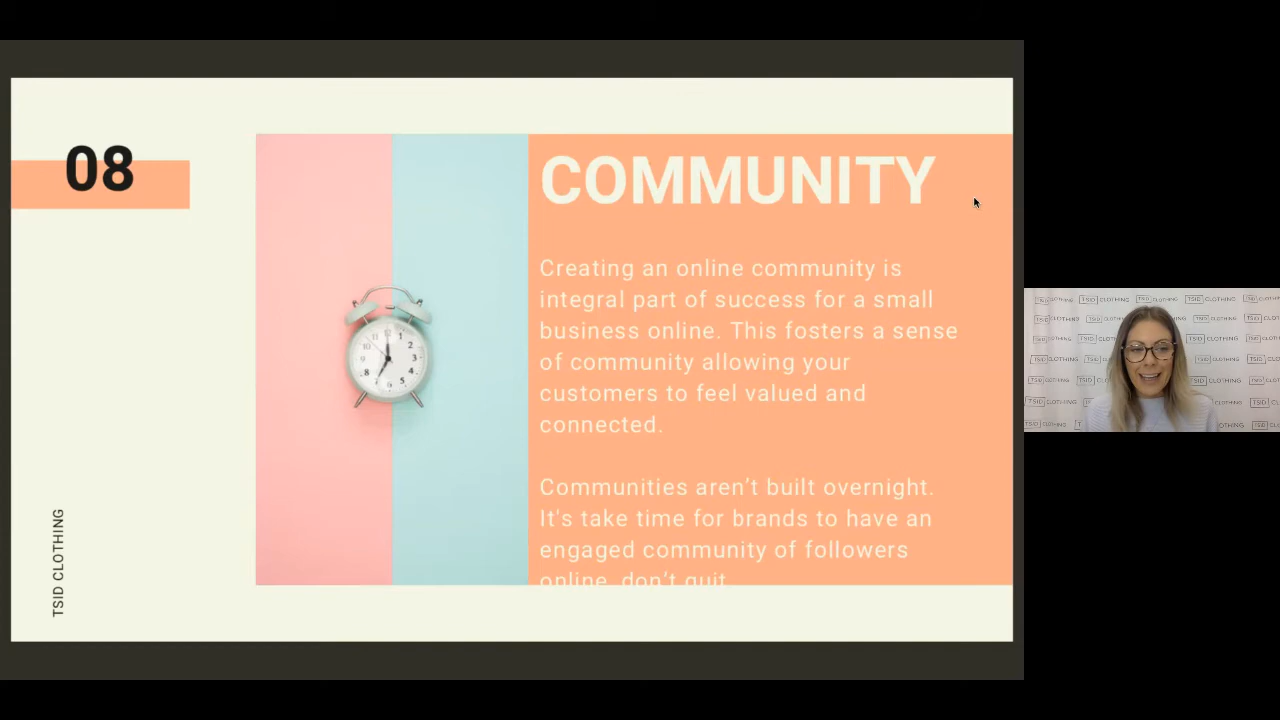 08
COMMUNITY
Creating an online community is
integral part of success for a small
business online. This fosters a sense
of community allowing your
customers to feel valued and
connected.
Communities aren’t built overnight.
It's take time for brands to have an
engaged community of followers
online, don’t quit
TSID CLOTHING
TSID CLOTHING